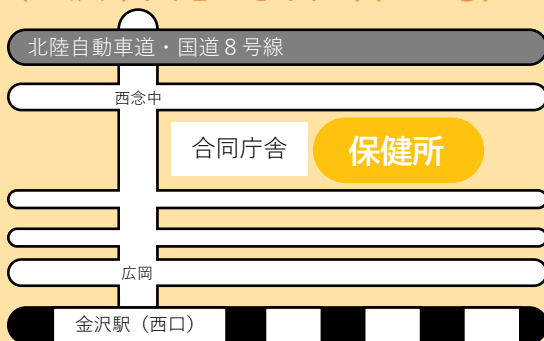 北陸自動車道・国道８号線
西念中
合同庁舎
保健所
広岡
金沢駅（西口）